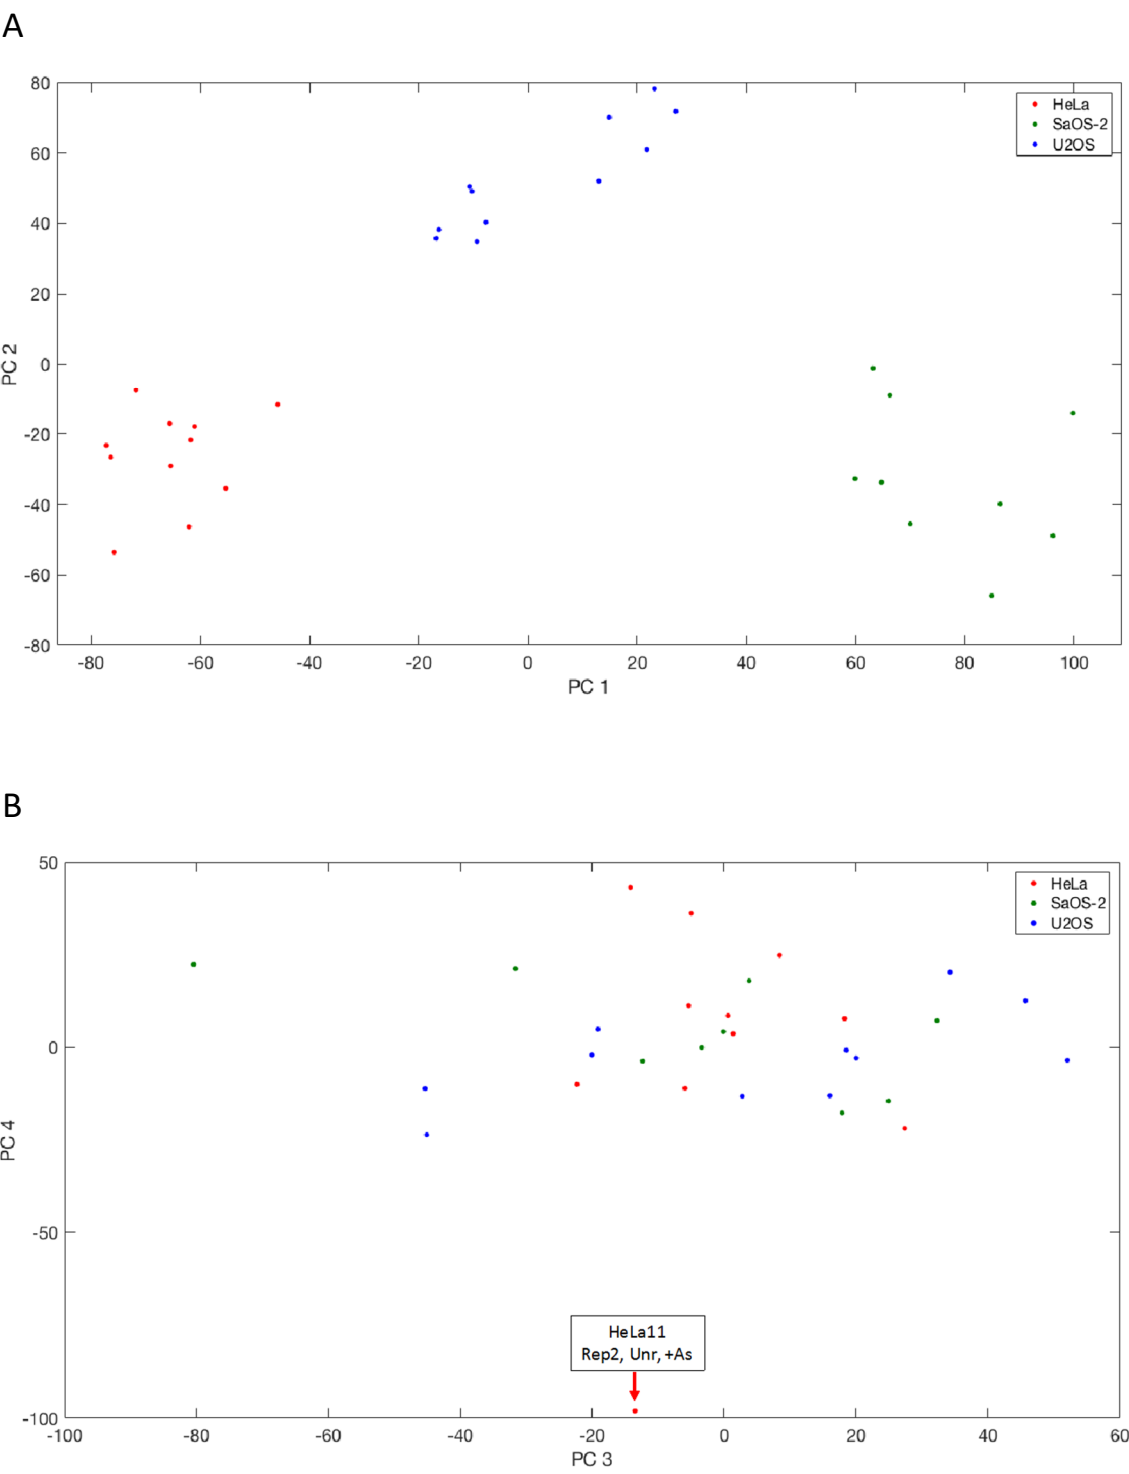 A
80
60
40
20
0
-20
-40
-60
-80
PC 2
HeLa
SaOS-2
U2OS
-80 -60 -40 -20 0 20 40 60 80 100
PC 1
B
50
0
-50
-100
PC 4
HeLa
SaOS-2
U2OS
HeLa11
Rep2, Unr, +As
-100 -80 -60 -40 -20 0 20 40 60
PC 3